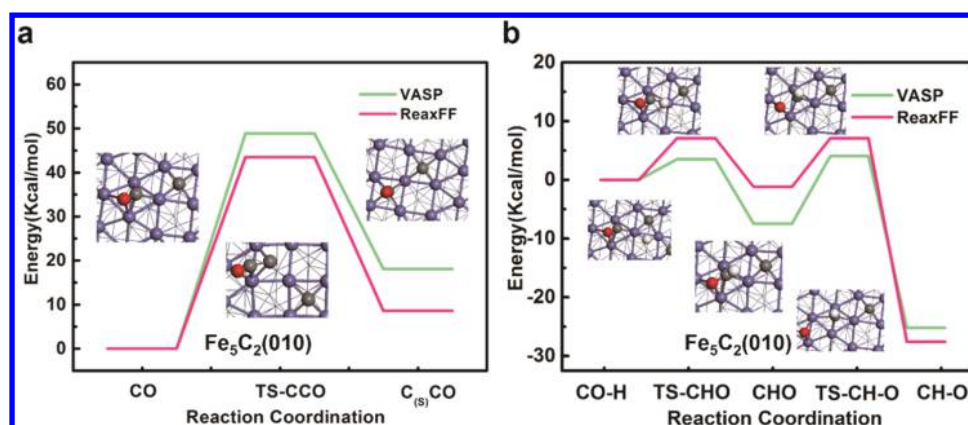 a
65
60
50
40
30
20
10
0
Energy(Kcal/mol)
VASP
ReaxFF
Fe5C2(010)
CO
TS-CCO
C(S)CO
Reaction Coordination
b
20
10
0
-10
-20
-30
Energy(Kcal/mol)
VASP
ReaxFF
Fe5C2(010)
CO-H
TS-CHO
CHO
TS-CH-O
CH-O
Reaction Coordination